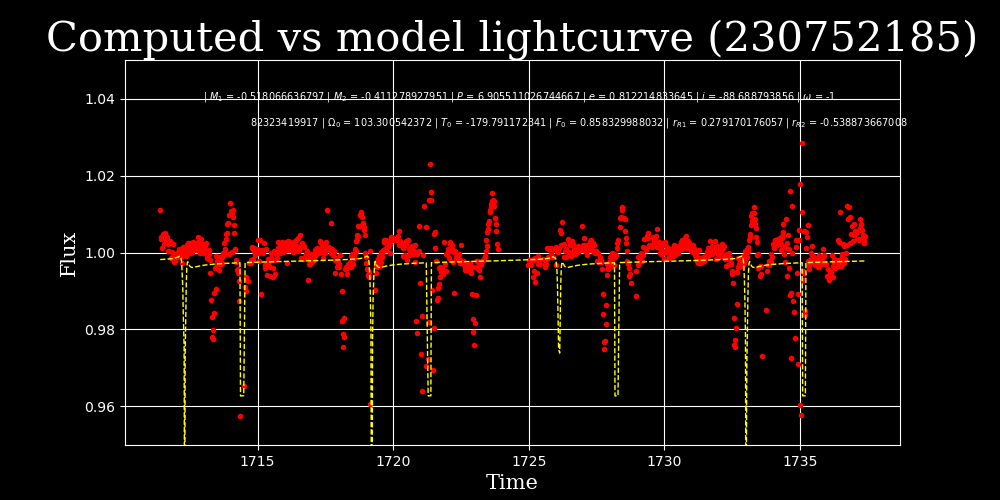 Computed vs model lightcurve (230752185)
| M1 = -0.518066636797 | M2 = -0.411278927951 | P = 6.905511026744667 | e = 0.812214833645 | i = -88.688793856 | ω = -1
82323419917 | Ω0 = 103.300542372 | T0 = -179.791172341 | F0 = 0.858329988032 | rR1 = 0.279170176057 | rR2 = -0.538873667008
1.04
1.02
1.00
0.98
0.96
Flux
1715 1720 1725 1730 1735
Time